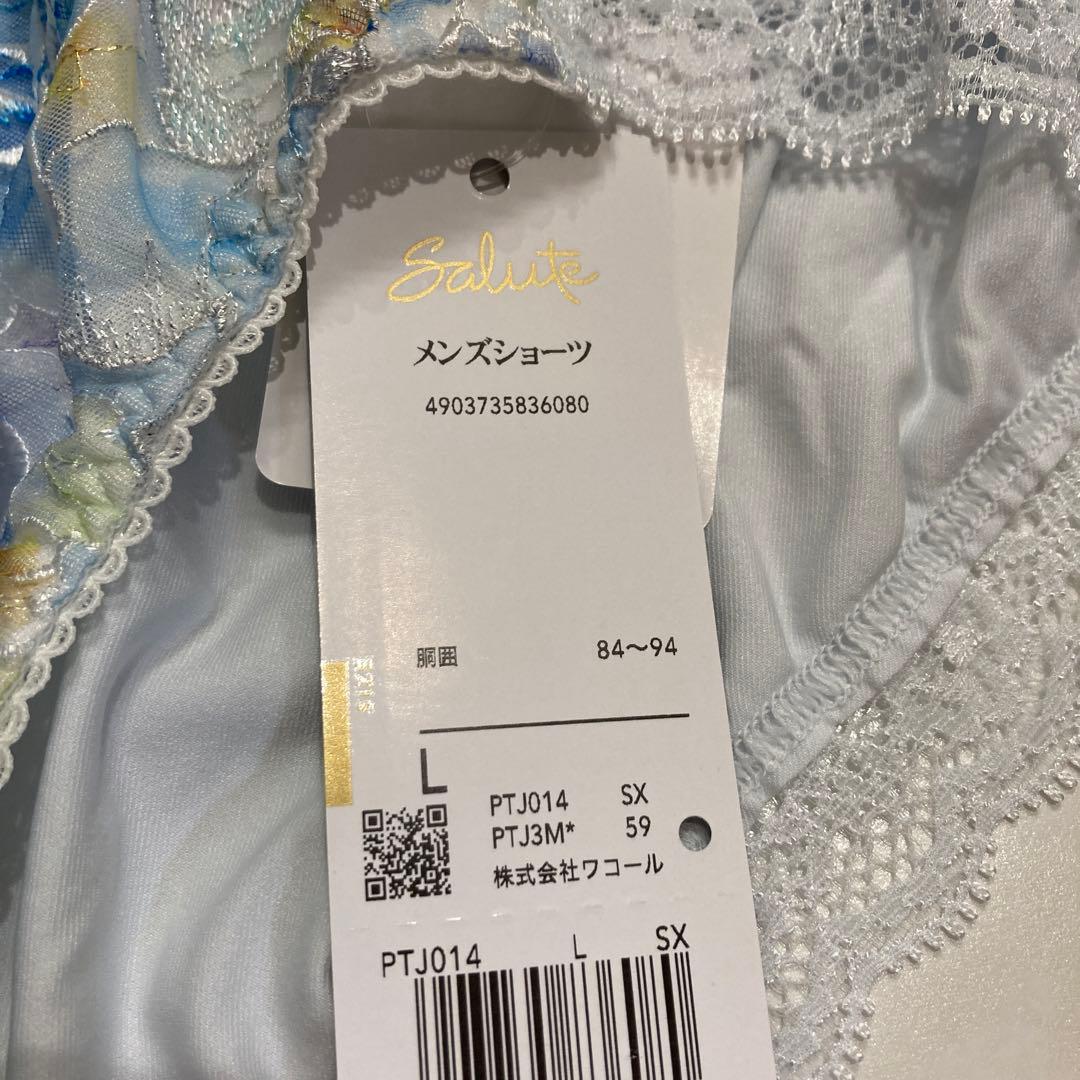 Salute
メンズショーツ
4903735836080
胴囲 84～94
SIZE
L
PTJ014 SX
PTJ3M* 59
株式会社ワコール
PTJ014 L SX